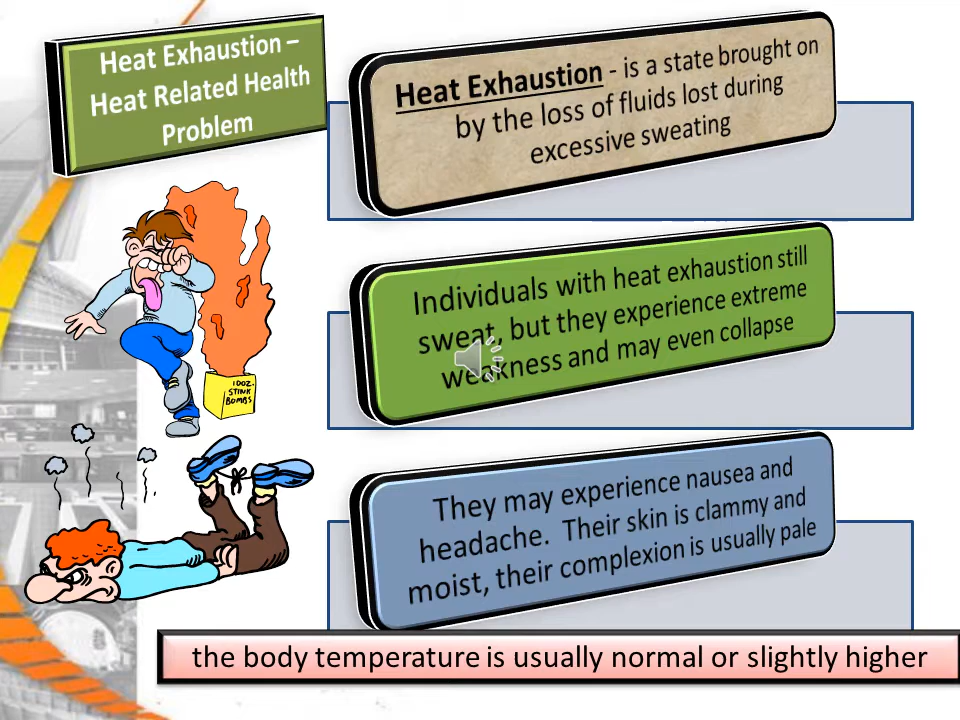 Heat Exhaustion –
Heat Related Health
Problem
Heat Exhaustion - is a state brought on
by the loss of fluids lost during
excessive sweating
Individuals with heat exhaustion still
sweat, but they experience extreme
weakness and may even collapse
100Z.
STINK
BOMBS
They may experience nausea and
headache. Their skin is clammy and
moist, their complexion is usually pale
the body temperature is usually normal or slightly higher